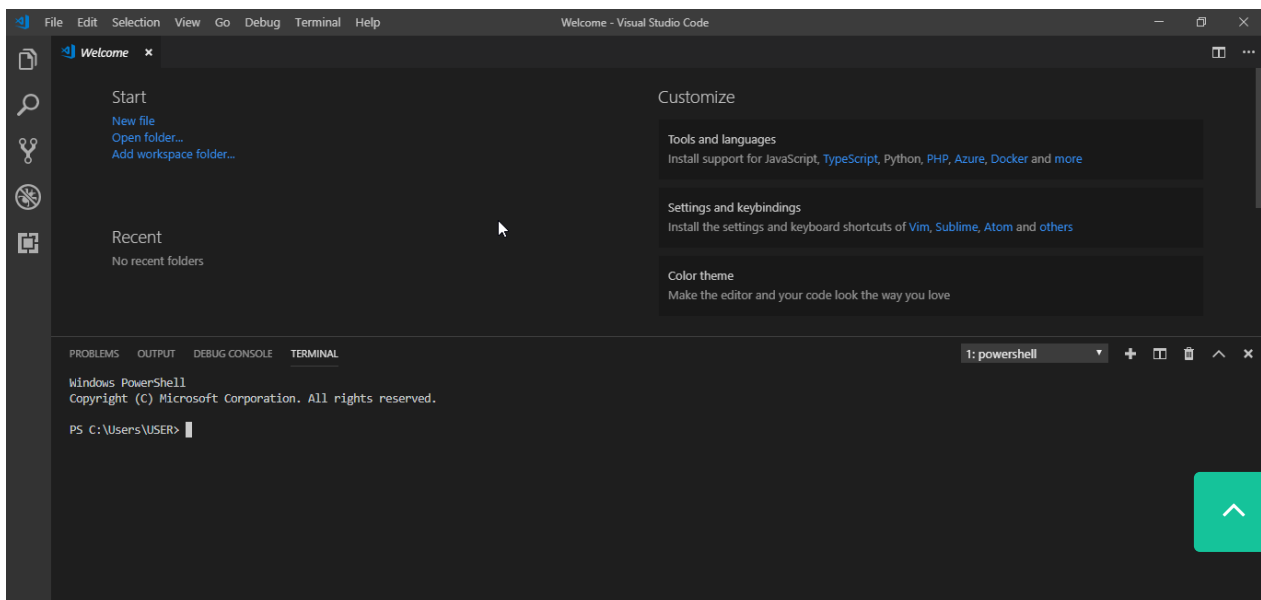 File Edit Selection View Go Debug Terminal Help Welcome - Visual Studio Code
Welcome
Start
New file
Open folder...
Add workspace folder...
Recent
No recent folders
Customize
Tools and languages
Install support for JavaScript, TypeScript, Python, PHP, Azure, Docker and more
Settings and keybindings
Install the settings and keyboard shortcuts of Vim, Sublime, Atom and others
Color theme
Make the editor and your code look the way you love
PROBLEMS OUTPUT DEBUG CONSOLE TERMINAL 1: powershell
Windows PowerShell
Copyright (C) Microsoft Corporation. All rights reserved.
PS C:\Users\USER>